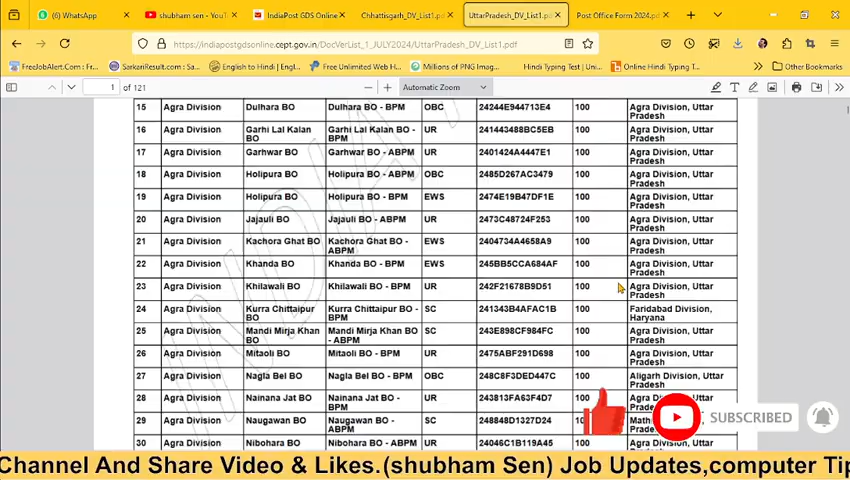 WhatsApp shubham sen - YouTube IndiaPost GDS Online Chhattisgarh_DV_List1.pdf UttarPradesh_DV_List1.pdf Post Office Form 2024.pdf
https://indiapostgdsonline.cept.gov.in/DocVerList_1_JULY2024/UttarPradesh_DV_List1.pdf
FreeJobAlert.Com | SarkariResult.com : Sarka English to Hindi | Engli Free Unlimited Web H Millions of PNG Imag Hindi Typing Test | Uni Online Hindi Typing T Other Bookmarks
1 of 121 Automatic Zoom
15 Agra Division Dulhara BO Dulhara BO - BPM OBC 24244E944713E4 100 Agra Division, Uttar
Pradesh
16 Agra Division Garhi Lal Kalan Garhi Lal Kalan BO - UR 241443488BC5EB 100 Agra Division, Uttar
BO BPM Pradesh
17 Agra Division Garhwar BO Garhwar BO - ABPM UR 2401424A4447E1 100 Agra Division, Uttar
Pradesh
18 Agra Division Holipura BO Holipura BO - ABPM OBC 2485D267AC3479 100 Agra Division, Uttar
Pradesh
19 Agra Division Holipura BO Holipura BO - BPM EWS 2474E19B47DF1E 100 Agra Division, Uttar
Pradesh
20 Agra Division Jajauli BO Jajauli BO - ABPM UR 2473C48724F253 100 Agra Division, Uttar
Pradesh
21 Agra Division Kachora Ghat BO Kachora Ghat BO - EWS 2404734A4658A9 100 Agra Division, Uttar
ABPM Pradesh
22 Agra Division Khanda BO Khanda BO - BPM EWS 245BB5CCA684AF 100 Agra Division, Uttar
Pradesh
23 Agra Division Khilawali BO Khilawali BO - BPM UR 242F21678B9D51 100 Agra Division, Uttar
Pradesh
24 Agra Division Kurra Chittaipur Kurra Chittaipur BO - SC 241343B4AFAC1B 100 Faridabad Division,
BO BPM Haryana
25 Agra Division Mandi Mirja Khan Mandi Mirja Khan BO SC 243E898CF984FC 100 Agra Division, Uttar
BO - ABPM Pradesh
26 Agra Division Mitaoli BO Mitaoli BO - BPM UR 2475ABF291D698 100 Agra Division, Uttar
Pradesh
27 Agra Division Nagla Bel BO Nagla Bel BO - BPM OBC 248C8F3DED447C 100 Aligarh Division, Uttar
Pradesh
28 Agra Division Nainana Jat BO Nainana Jat BO - UR 243813FA63F4D7 100 Agra
BPM Prade
29 Agra Division Naugawan BO Naugawan BO - SC 248848D1327D24 Math
ABPM Prade
30 Agra Division Nibohara BO Nibohara BO - ABPM UR 24046C1B119A45 100 Agra Division, Uttar
SUBSCRIBED
Channel And Share Video & Likes.(shubham Sen) Job Updates,computer Tip